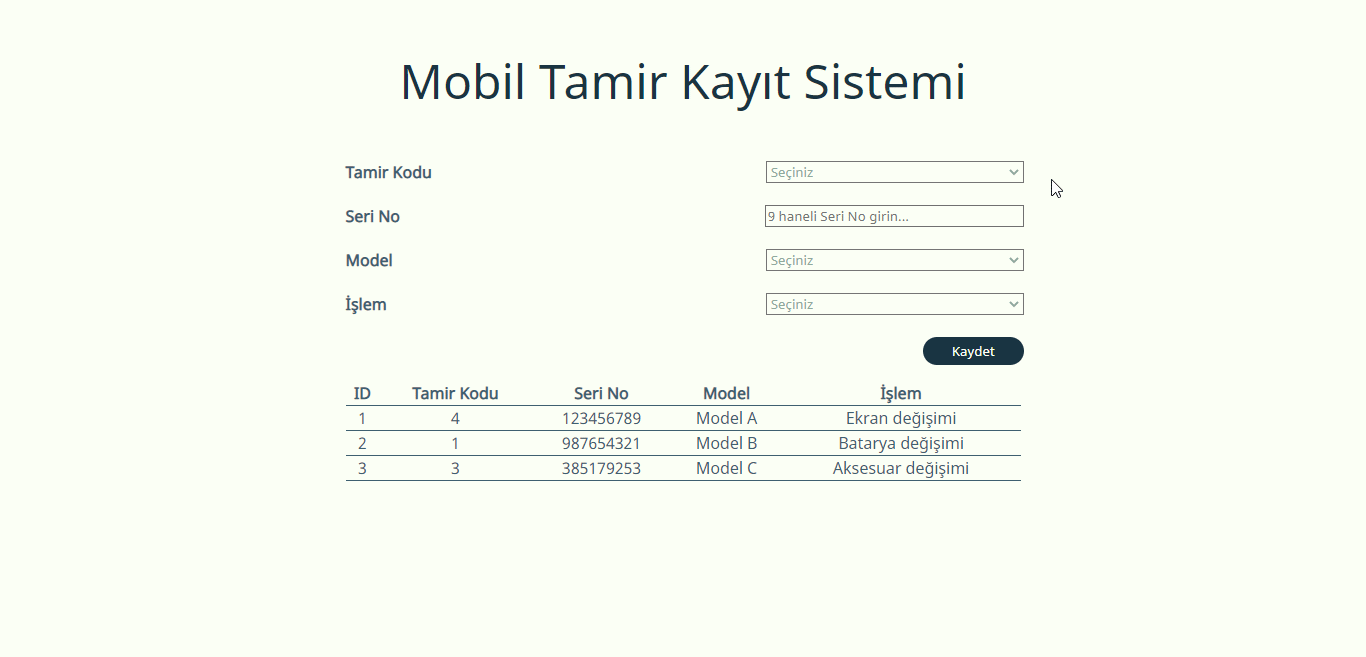 Mobil Tamir Kayıt Sistemi
Tamir Kodu Seçiniz
Seri No 9 haneli Seri No girin...
Model Seçiniz
İşlem Seçiniz
Kaydet
ID Tamir Kodu Seri No Model İşlem
1 4 123456789 Model A Ekran değişimi
2 1 987654321 Model B Batarya değişimi
3 3 385179253 Model C Aksesuar değişimi